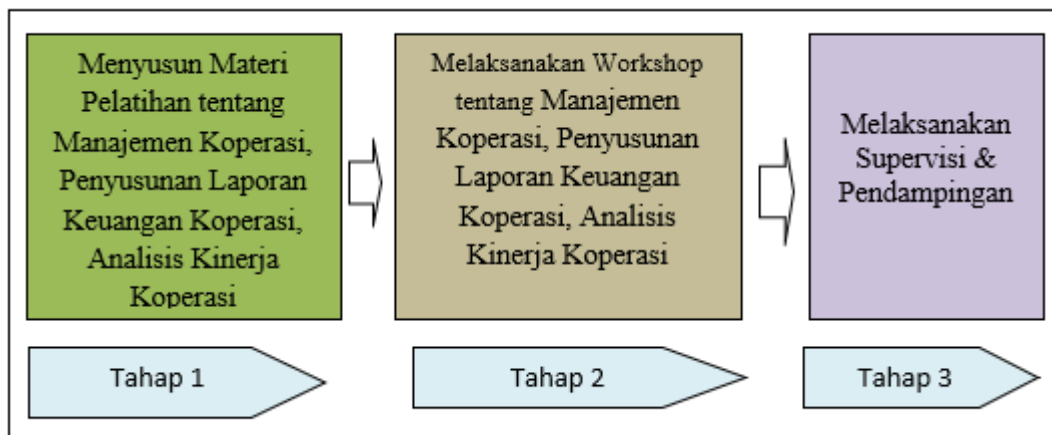 Menyusun Materi
Pelatihan tentang
Manajemen Koperasi,
Penyusunan Laporan
Keuangan Koperasi,
Analisis Kinerja
Koperasi
Melaksanakan Workshop
tentang Manajemen
Koperasi, Penyusunan
Laporan Keuangan
Koperasi, Analisis
Kinerja Koperasi
Melaksanakan
Supervisi &
Pendampingan
Tahap 1
Tahap 2
Tahap 3